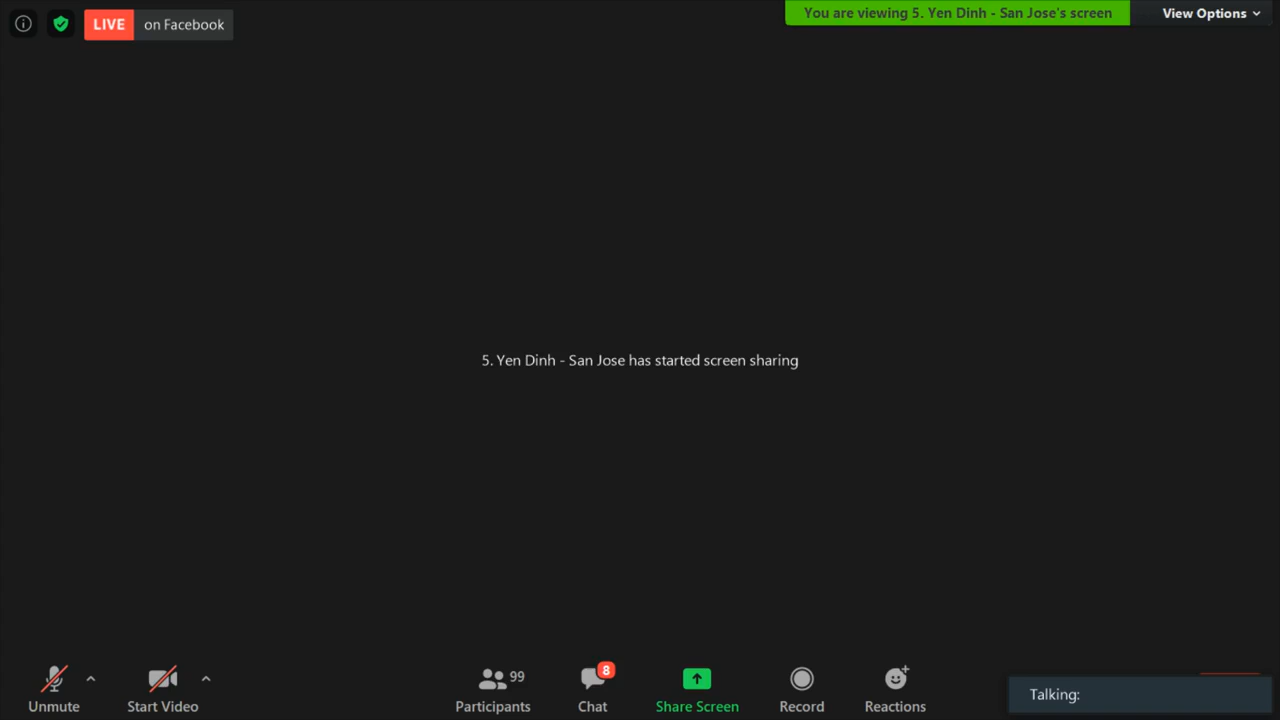 LIVE on Facebook
You are viewing 5. Yen Dinh - San Jose's screen
View Options
5. Yen Dinh - San Jose has started screen sharing
99
8
Unmute
Start Video
Participants
Chat
Share Screen
Record
Reactions
Talking: